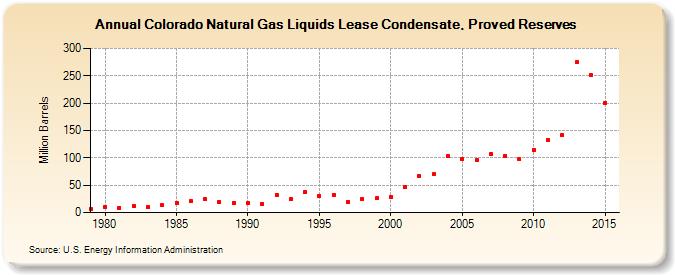 Annual Colorado Natural Gas Liquids Lease Condensate, Proved Reserves
Million Barrels
300
250
200
150
100
50
0
1980 1985 1990 1995 2000 2005 2010 2015
Source: U.S. Energy Information Administration